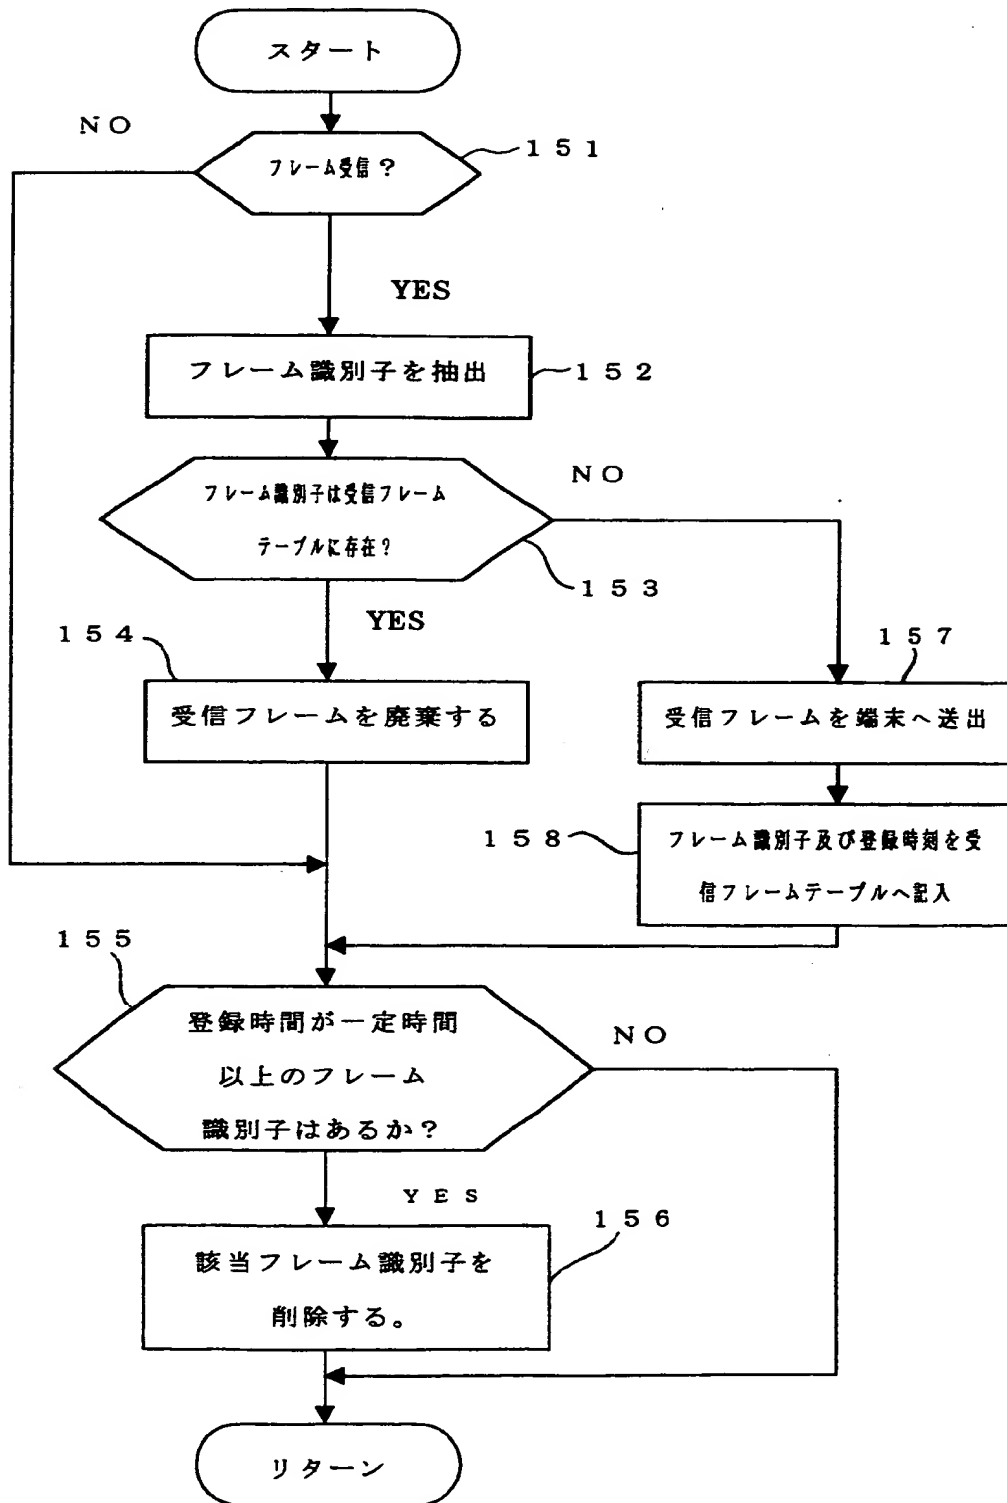 スタート
NO
フレーム受信？
151
YES
フレーム識別子を抽出
152
フレーム識別子は受信フレーム
テーブルに存在？
NO
153
YES
154
受信フレームを廃棄する
157
受信フレームを端末へ送出
158
フレーム識別子及び登録時刻を受
信フレームテーブルへ記入
155
登録時間が一定時間
以上のフレーム
識別子はあるか？
NO
YES
156
該当フレーム識別子を
削除する。
リターン